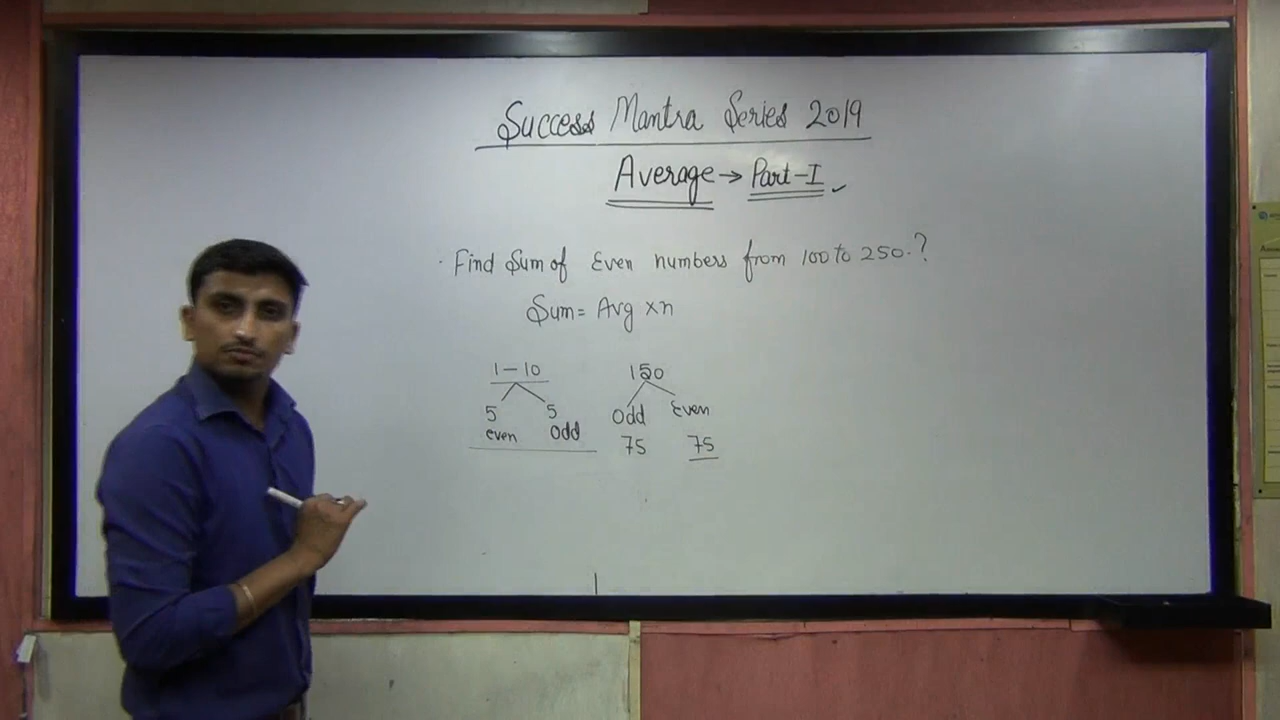 Success Mantra Series 2019
Average → Part-I ✓
Find Sum of Even numbers from 100 to 250.?
Sum = Avg × n
1 – 10
5 5
even odd
150
Odd Even
75 75